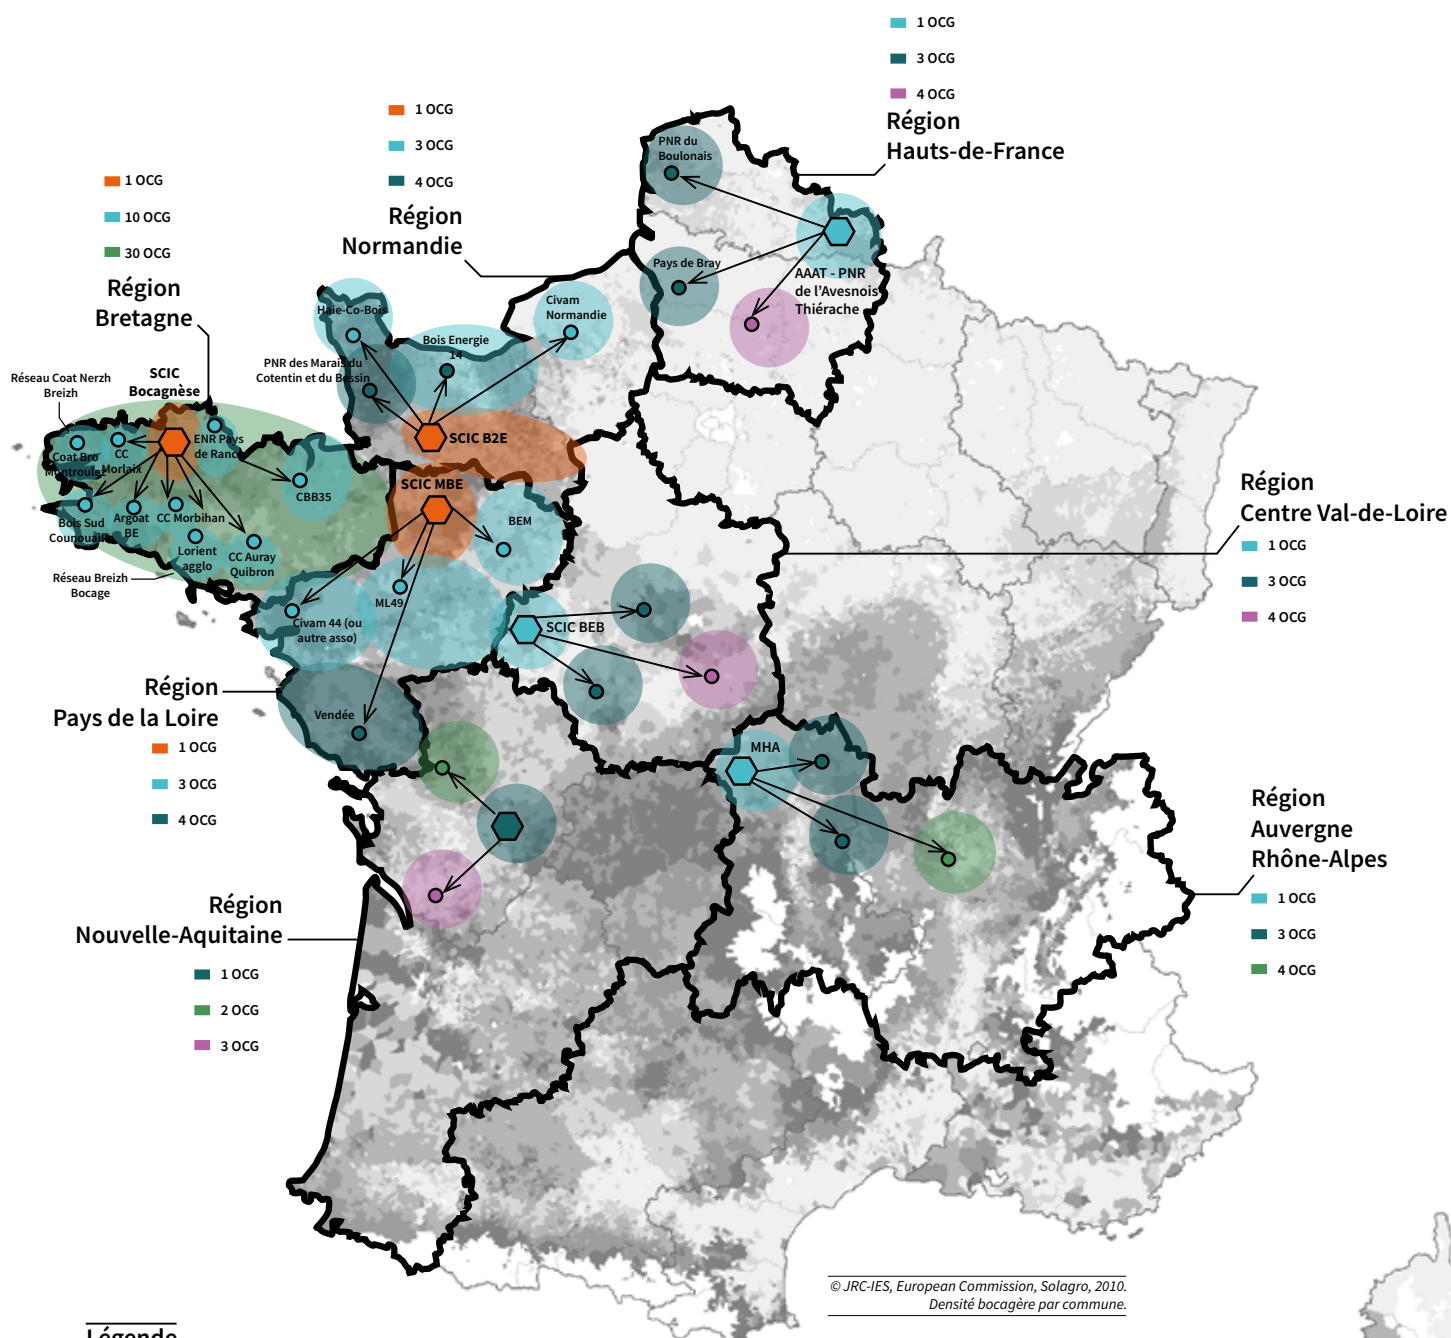 1 OCG
3 OCG
4 OCG
Région
Hauts-de-France
1 OCG
3 OCG
4 OCG
Région
Normandie
1 OCG
10 OCG
30 OCG
Région
Bretagne
PNR du
Boulonais
Pays de Bray
AAAT - PNR
de l'Avesnois
Thiérache
Haie-Co-Bois
Civam
Normandie
Bois Energie
14
PNR des Marais du
Cotentin et du Bessin
SCIC B2E
Réseau Coat Nerzh
Breizh
SCIC
Bocagnèse
ENR Pays
de Rance
Coat Bro
Montroulez
CC
Morlaix
CBB35
Bois Sud
Counouaille
Argoat
BE
CC Morbihan
Lorient
agglo
CC Auray
Quibron
Réseau Breizh
Bocage
SCIC MBE
BEM
ML49
Civam 44 (ou
autre asso)
Vendée
SCIC BEB
MHA
Région
Centre Val-de-Loire
1 OCG
3 OCG
4 OCG
Région
Pays de la Loire
1 OCG
3 OCG
4 OCG
Région
Auvergne
Rhône-Alpes
1 OCG
3 OCG
4 OCG
Région
Nouvelle-Aquitaine
1 OCG
2 OCG
3 OCG
© JRC-IES, European Commission, Solagro, 2010.
Densité bocagère par commune.
Légende